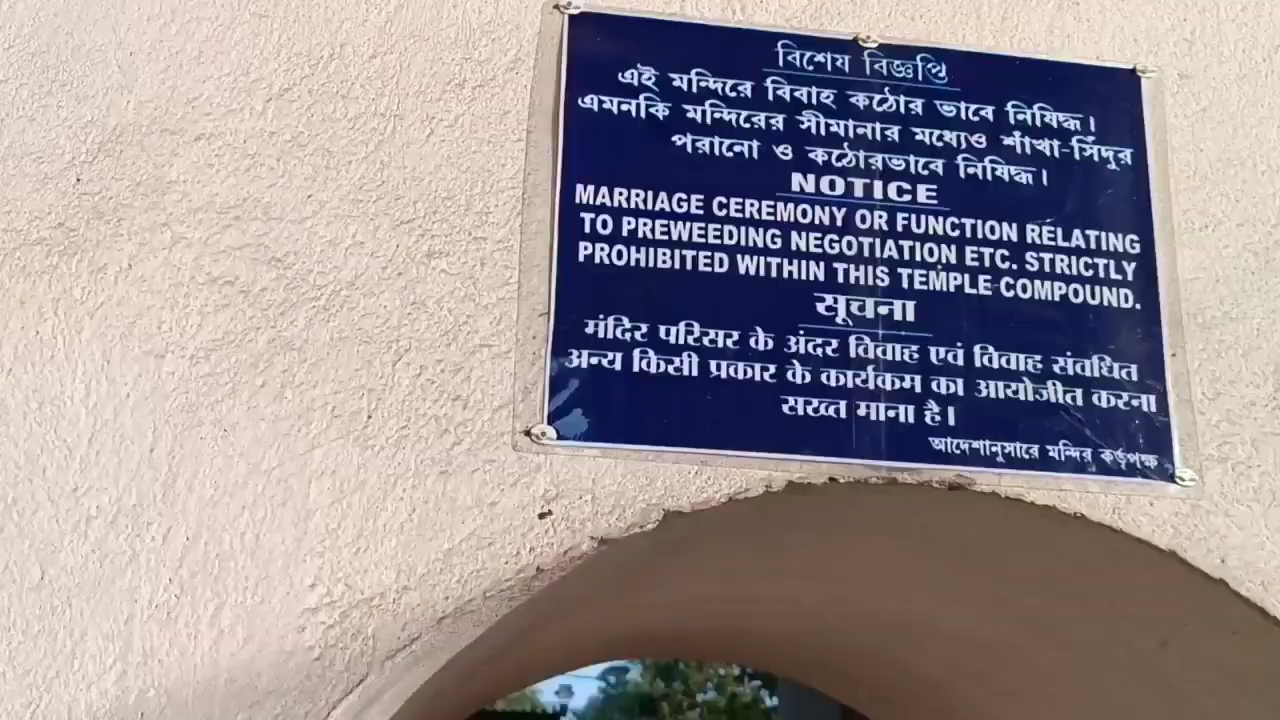 বিশেষ বিজ্ঞপ্তি
এই মন্দিরে বিবাহ কঠোর ভাবে নিষিদ্ধ।
এমনকি মন্দিরের সীমানার মধ্যেও শাঁখা-সিঁদুর
পরানো ও কঠোরভাবে নিষিদ্ধ।
NOTICE
MARRIAGE CEREMONY OR FUNCTION RELATING
TO PREWEEDING NEGOTIATION ETC. STRICTLY
PROHIBITED WITHIN THIS TEMPLE COMPOUND.
सूचना
मंदिर परिसर के अंदर विवाह एवं विवाह संवधित
अन्य किसी प्रकार के कार्यकम का आयोजीत करना
सख्त माना है।
আদেশানুসারে মন্দির কর্তৃপক্ষ